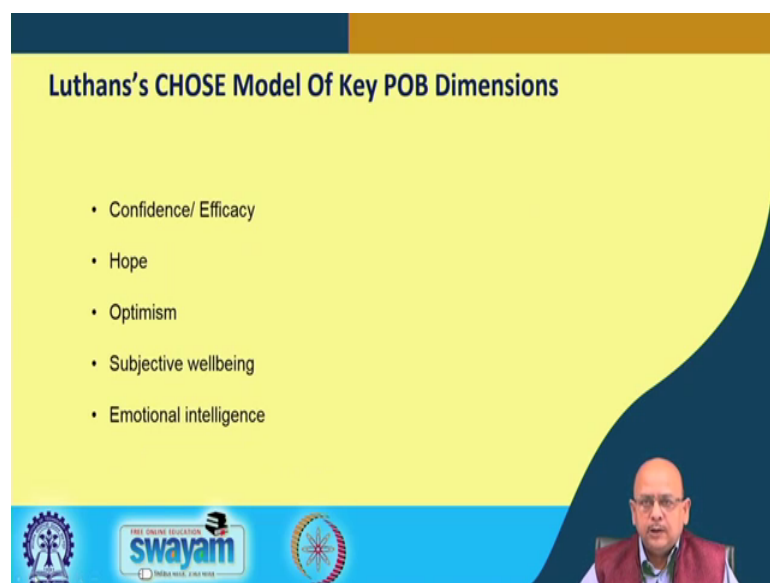 Luthans's CHOSE Model Of Key POB Dimensions
• Confidence/ Efficacy
• Hope
• Optimism
• Subjective wellbeing
• Emotional intelligence
FREE ONLINE EDUCATION
swayam